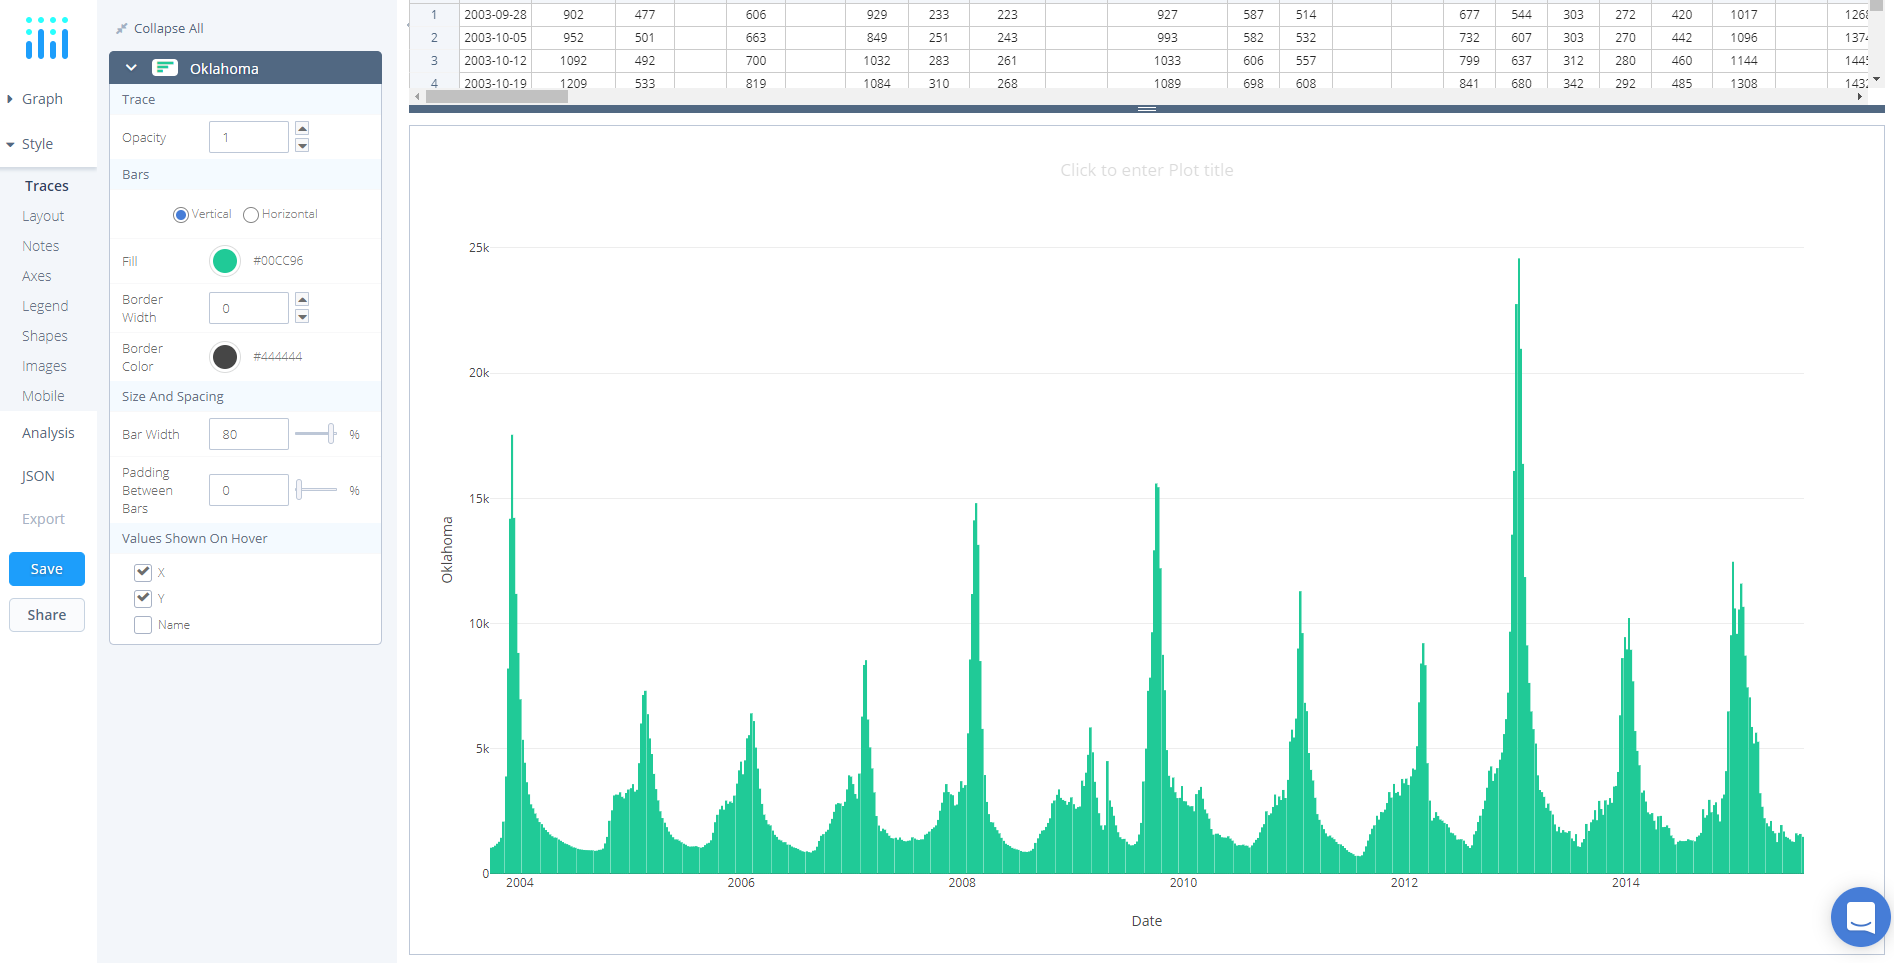 Graph
Style
Traces
Layout
Notes
Axes
Legend
Shapes
Images
Mobile
Analysis
JSON
Export
Save
Share
Collapse All
Oklahoma
Trace
Opacity 1
Bars
Vertical Horizontal
Fill #00CC96
Border Width 0
Border Color #444444
Size And Spacing
Bar Width 80 %
Padding Between Bars 0 %
Values Shown On Hover
X
Y
Name
1 2003-09-28 902 477 606 929 233 223 927 587 514 677 544 303 272 420 1017 1268
2 2003-10-05 952 501 663 849 251 243 993 582 532 732 607 303 270 442 1096 1374
3 2003-10-12 1092 492 700 1032 283 261 1033 606 557 799 637 312 280 460 1144 1445
4 2003-10-19 1209 533 819 1084 310 268 1089 698 608 841 680 342 292 485 1308 1432
Click to enter Plot title
25k
20k
15k
10k
5k
0
Oklahoma
2004 2006 2008 2010 2012 2014
Date